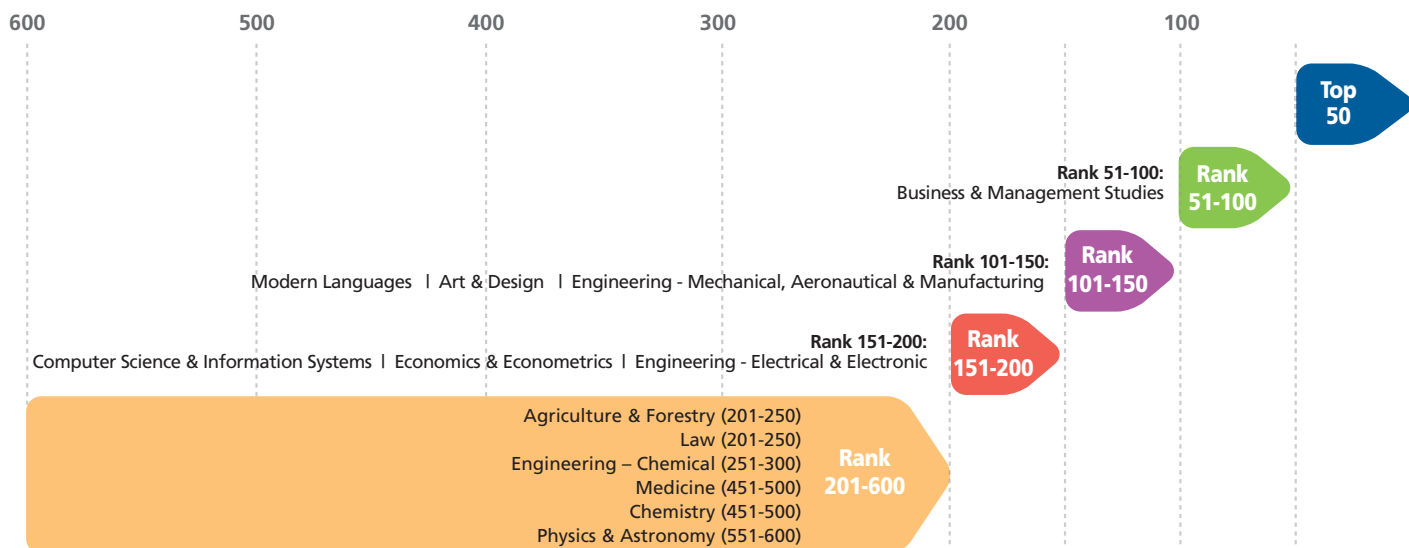 600 500 400 300 200 100
Top
50
Rank 51-100:
Business & Management Studies
Rank
51-100
Rank 101-150:
Modern Languages | Art & Design | Engineering - Mechanical, Aeronautical & Manufacturing
Rank
101-150
Rank 151-200:
Computer Science & Information Systems | Economics & Econometrics | Engineering - Electrical & Electronic
Rank
151-200
Agriculture & Forestry (201-250)
Law (201-250)
Engineering – Chemical (251-300)
Medicine (451-500)
Chemistry (451-500)
Physics & Astronomy (551-600)
Rank
201-600